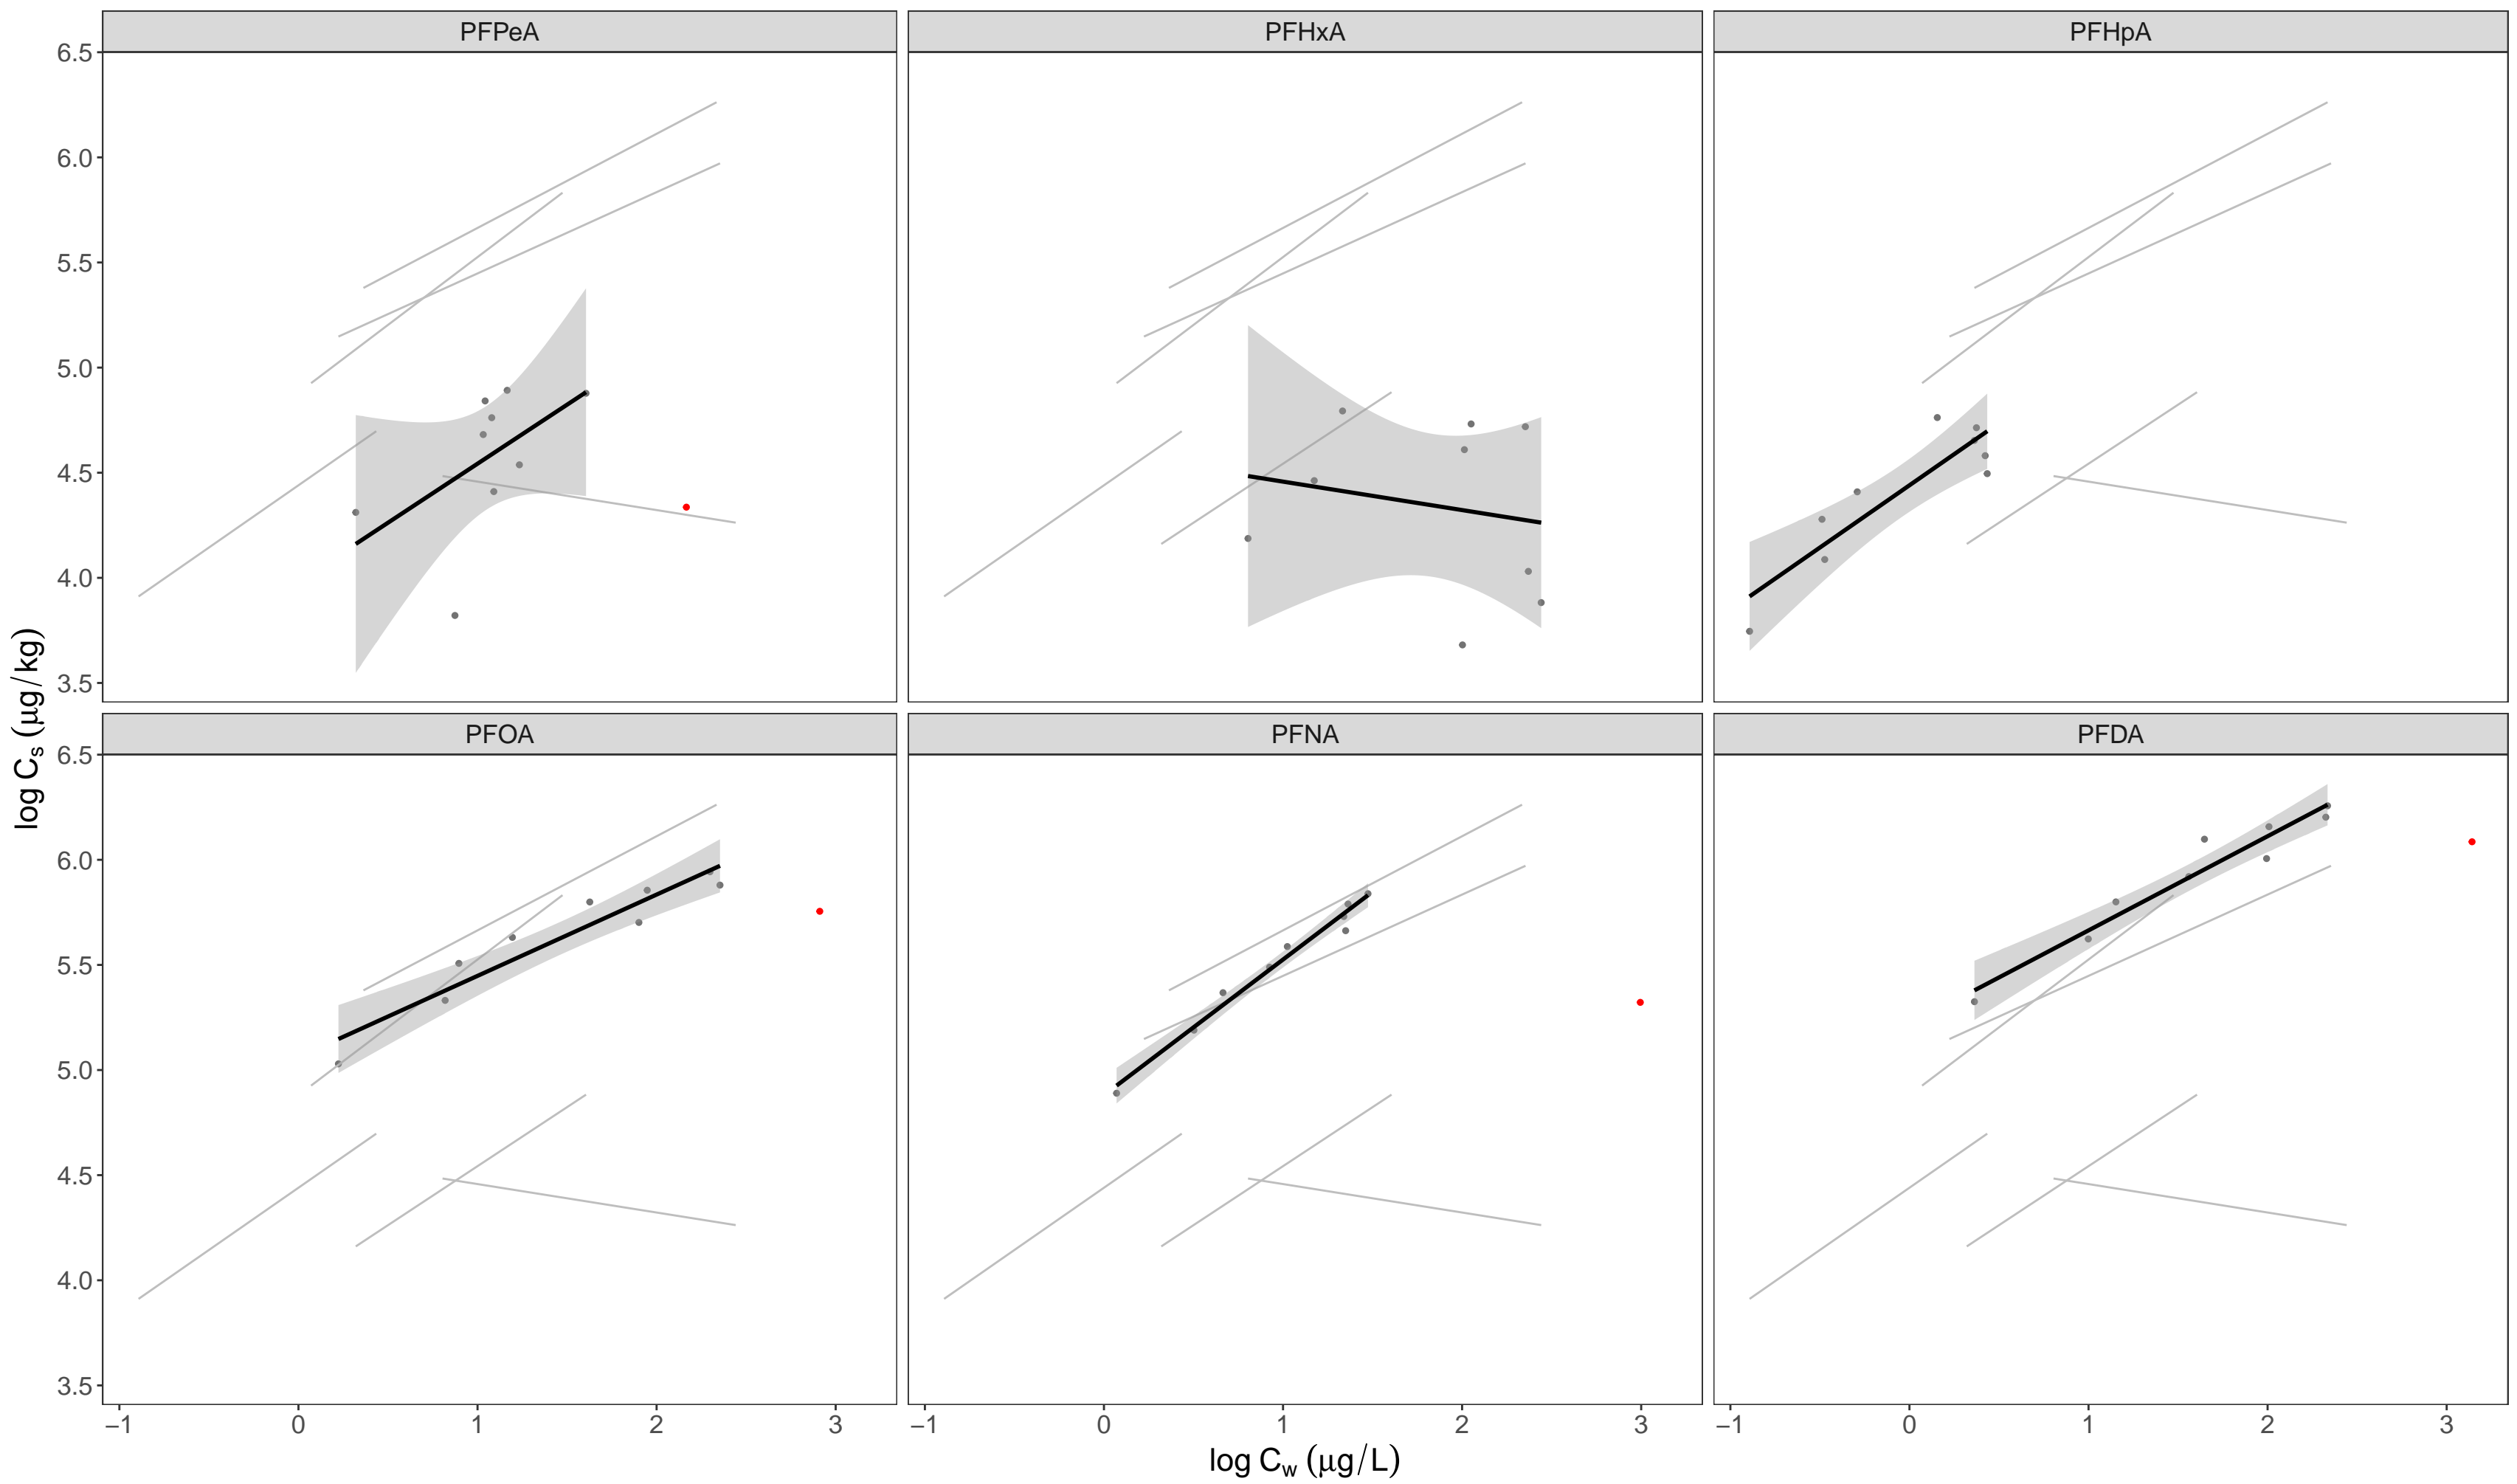 PFPeA PFHxA PFHpA
6.5
6.0
5.5
5.0
4.5
4.0
3.5
PFOA PFNA PFDA
6.5
6.0
5.5
5.0
4.5
4.0
3.5
−1 0 1 2 3 −1 0 1 2 3 −1 0 1 2 3
log Cw (μg/L)
log Cs (μg/kg)